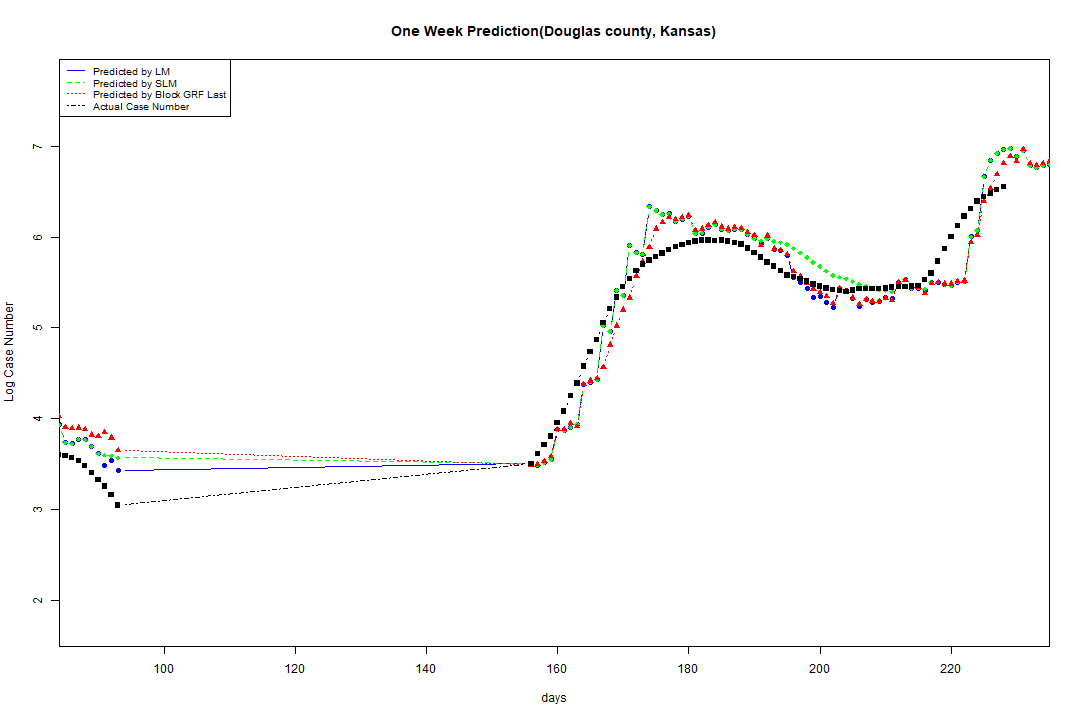 One Week Prediction(Douglas county, Kansas)
Predicted by LM
Predicted by SLM
Predicted by Block GRF Last
Actual Case Number
7
6
5
4
3
2
Log Case Number
100 120 140 160 180 200 220
days